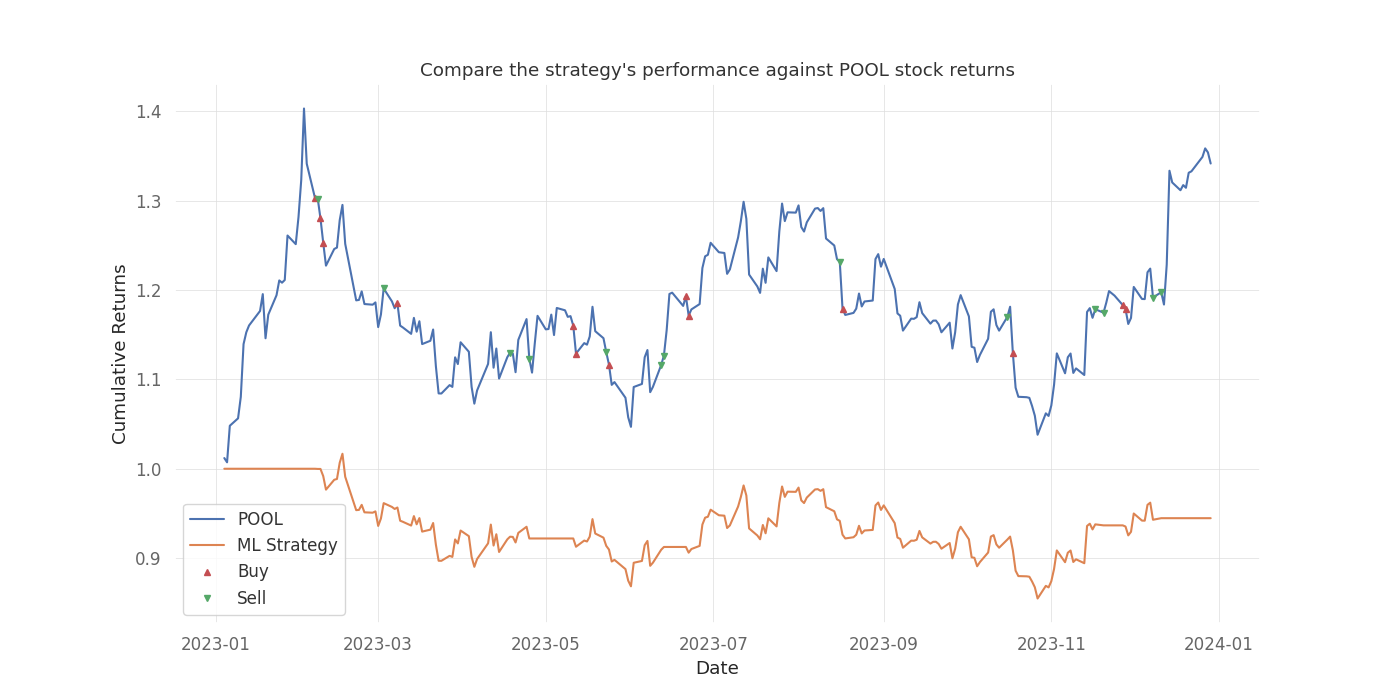 Compare the strategy's performance against POOL stock returns
1.4
1.3
1.2
1.1
1.0
0.9
Cumulative Returns
POOL
ML Strategy
Buy
Sell
2023-01 2023-03 2023-05 2023-07 2023-09 2023-11 2024-01
Date